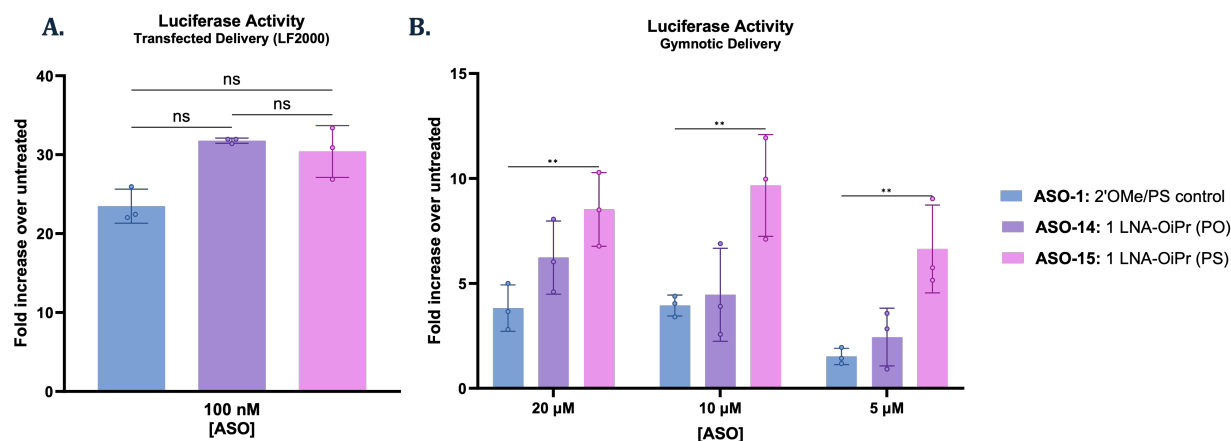 A.
Luciferase Activity
Transfected Delivery (LF2000)
Fold increase over untreated
40
30
20
10
0
ns
ns
ns
100 nM
[ASO]
B.
Luciferase Activity
Gymnotic Delivery
Fold increase over untreated
15
10
5
0
**
**
**
20 µM
10 µM
5 µM
[ASO]
ASO-1: 2'OMe/PS control
ASO-14: 1 LNA-OiPr (PO)
ASO-15: 1 LNA-OiPr (PS)